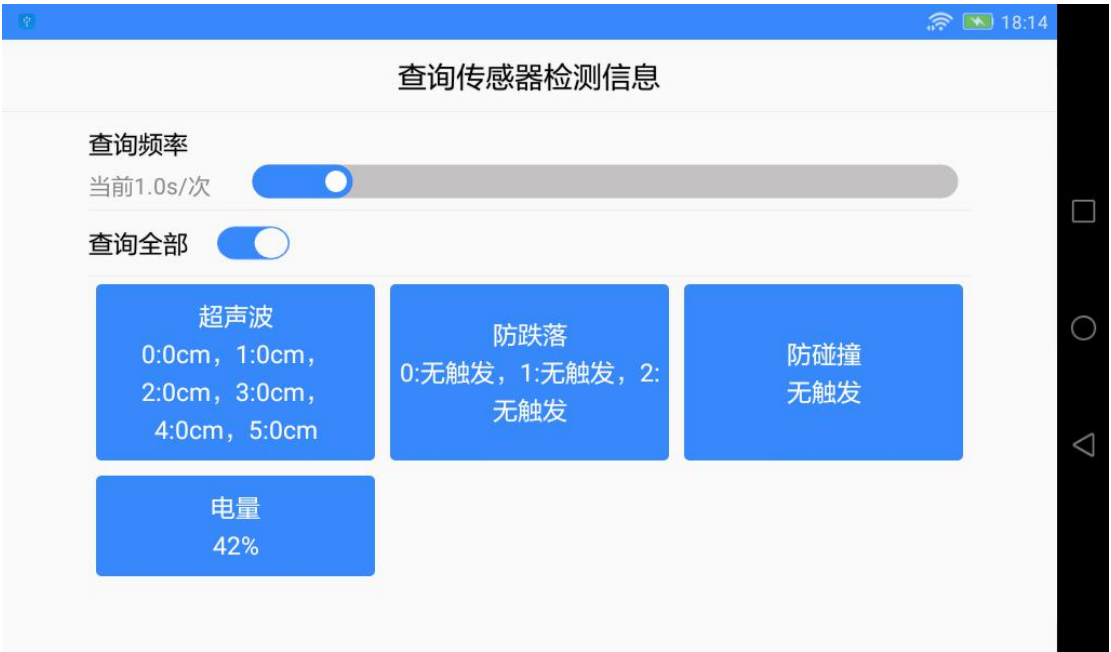 18:14
查询传感器检测信息
查询频率
当前1.0s/次
查询全部
超声波
0:0cm，1:0cm，
2:0cm，3:0cm，
4:0cm，5:0cm
防跌落
0:无触发，1:无触发，2:
无触发
防碰撞
无触发
电量
42%